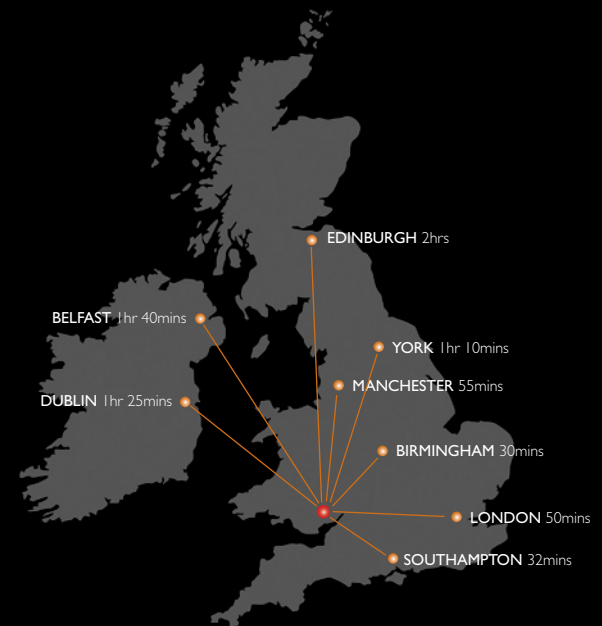 EDINBURGH 2hrs
BELFAST 1hr 40mins
YORK 1hr 10mins
MANCHESTER 55mins
DUBLIN 1hr 25mins
BIRMINGHAM 30mins
LONDON 50mins
SOUTHAMPTON 32mins